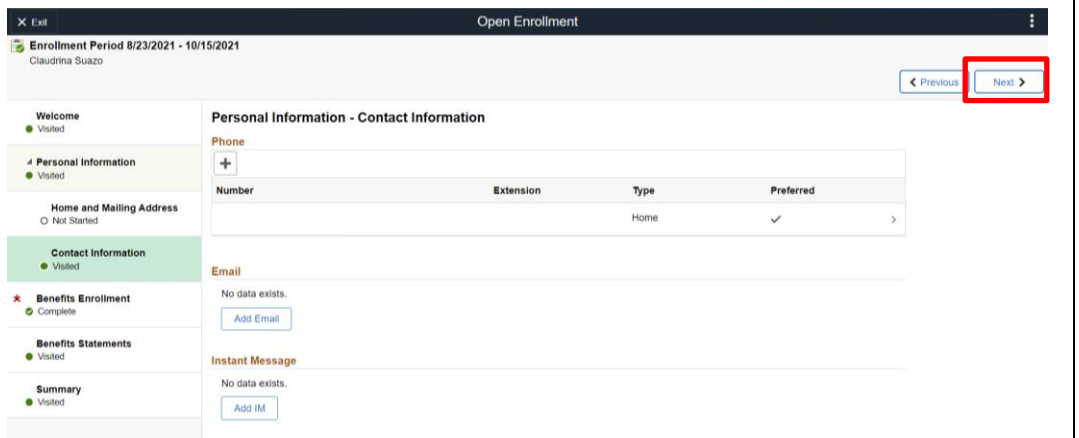 Exit
Open Enrollment
Enrollment Period 8/23/2021 - 10/15/2021
Claudrina Suazo
Previous
Next
Welcome
Visited
Personal Information
Visited
Home and Mailing Address
Not Started
Contact Information
Visited
Benefits Enrollment
Complete
Benefits Statements
Visited
Summary
Visited
Personal Information - Contact Information
Phone
Number Extension Type Preferred
Home
Email
No data exists.
Add Email
Instant Message
No data exists.
Add IM